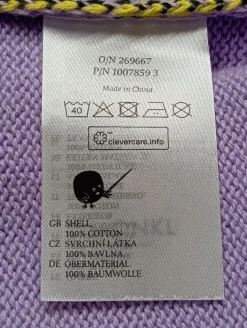 O/N 269667
P/N 1007859 3
Made in China
40
clevercare.info
GB SHELL
100% COTTON
CZ SVRCHNÍ LÁTKA
100% BAVLNA
DE OBERMATERIAL
100% BAUMWOLLE